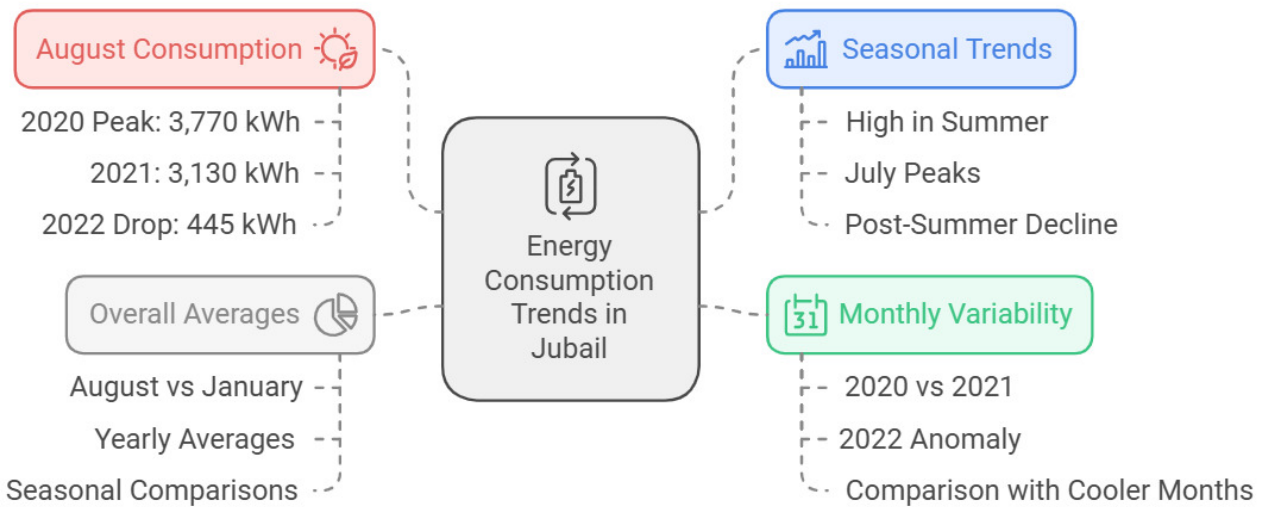 August Consumption
2020 Peak: 3,770 kWh
2021: 3,130 kWh
2022 Drop: 445 kWh
Overall Averages
August vs January
Yearly Averages
Seasonal Comparisons
Energy
Consumption
Trends in
Jubail
Seasonal Trends
High in Summer
July Peaks
Post-Summer Decline
31
Monthly Variability
2020 vs 2021
2022 Anomaly
Comparison with Cooler Months